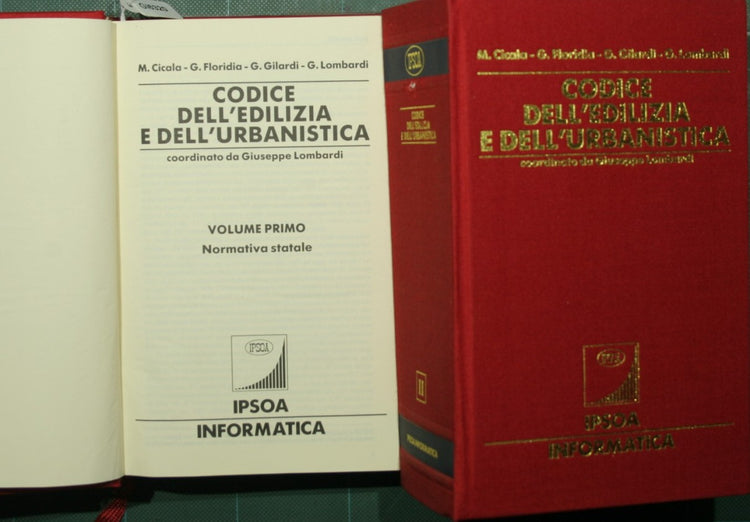 M. Cicala - G. Floridia - G. Gilardi - G. Lombardi
CODICE
DELL'EDILIZIA
E DELL'URBANISTICA
coordinato da Giuseppe Lombardi
VOLUME PRIMO
Normativa statale
IPSOA
IPSOA
INFORMATICA
IPSOA
CODICE
DELL'EDILIZIA
E DELL'URBANISTICA
II
IPSOA INFORMATICA
M. Cicala - G. Floridia - G. Gilardi - G. Lombardi
CODICE
DELL'EDILIZIA
E DELL'URBANISTICA
coordinato da Giuseppe Lombardi
IPSOA
IPSOA
INFORMATICA